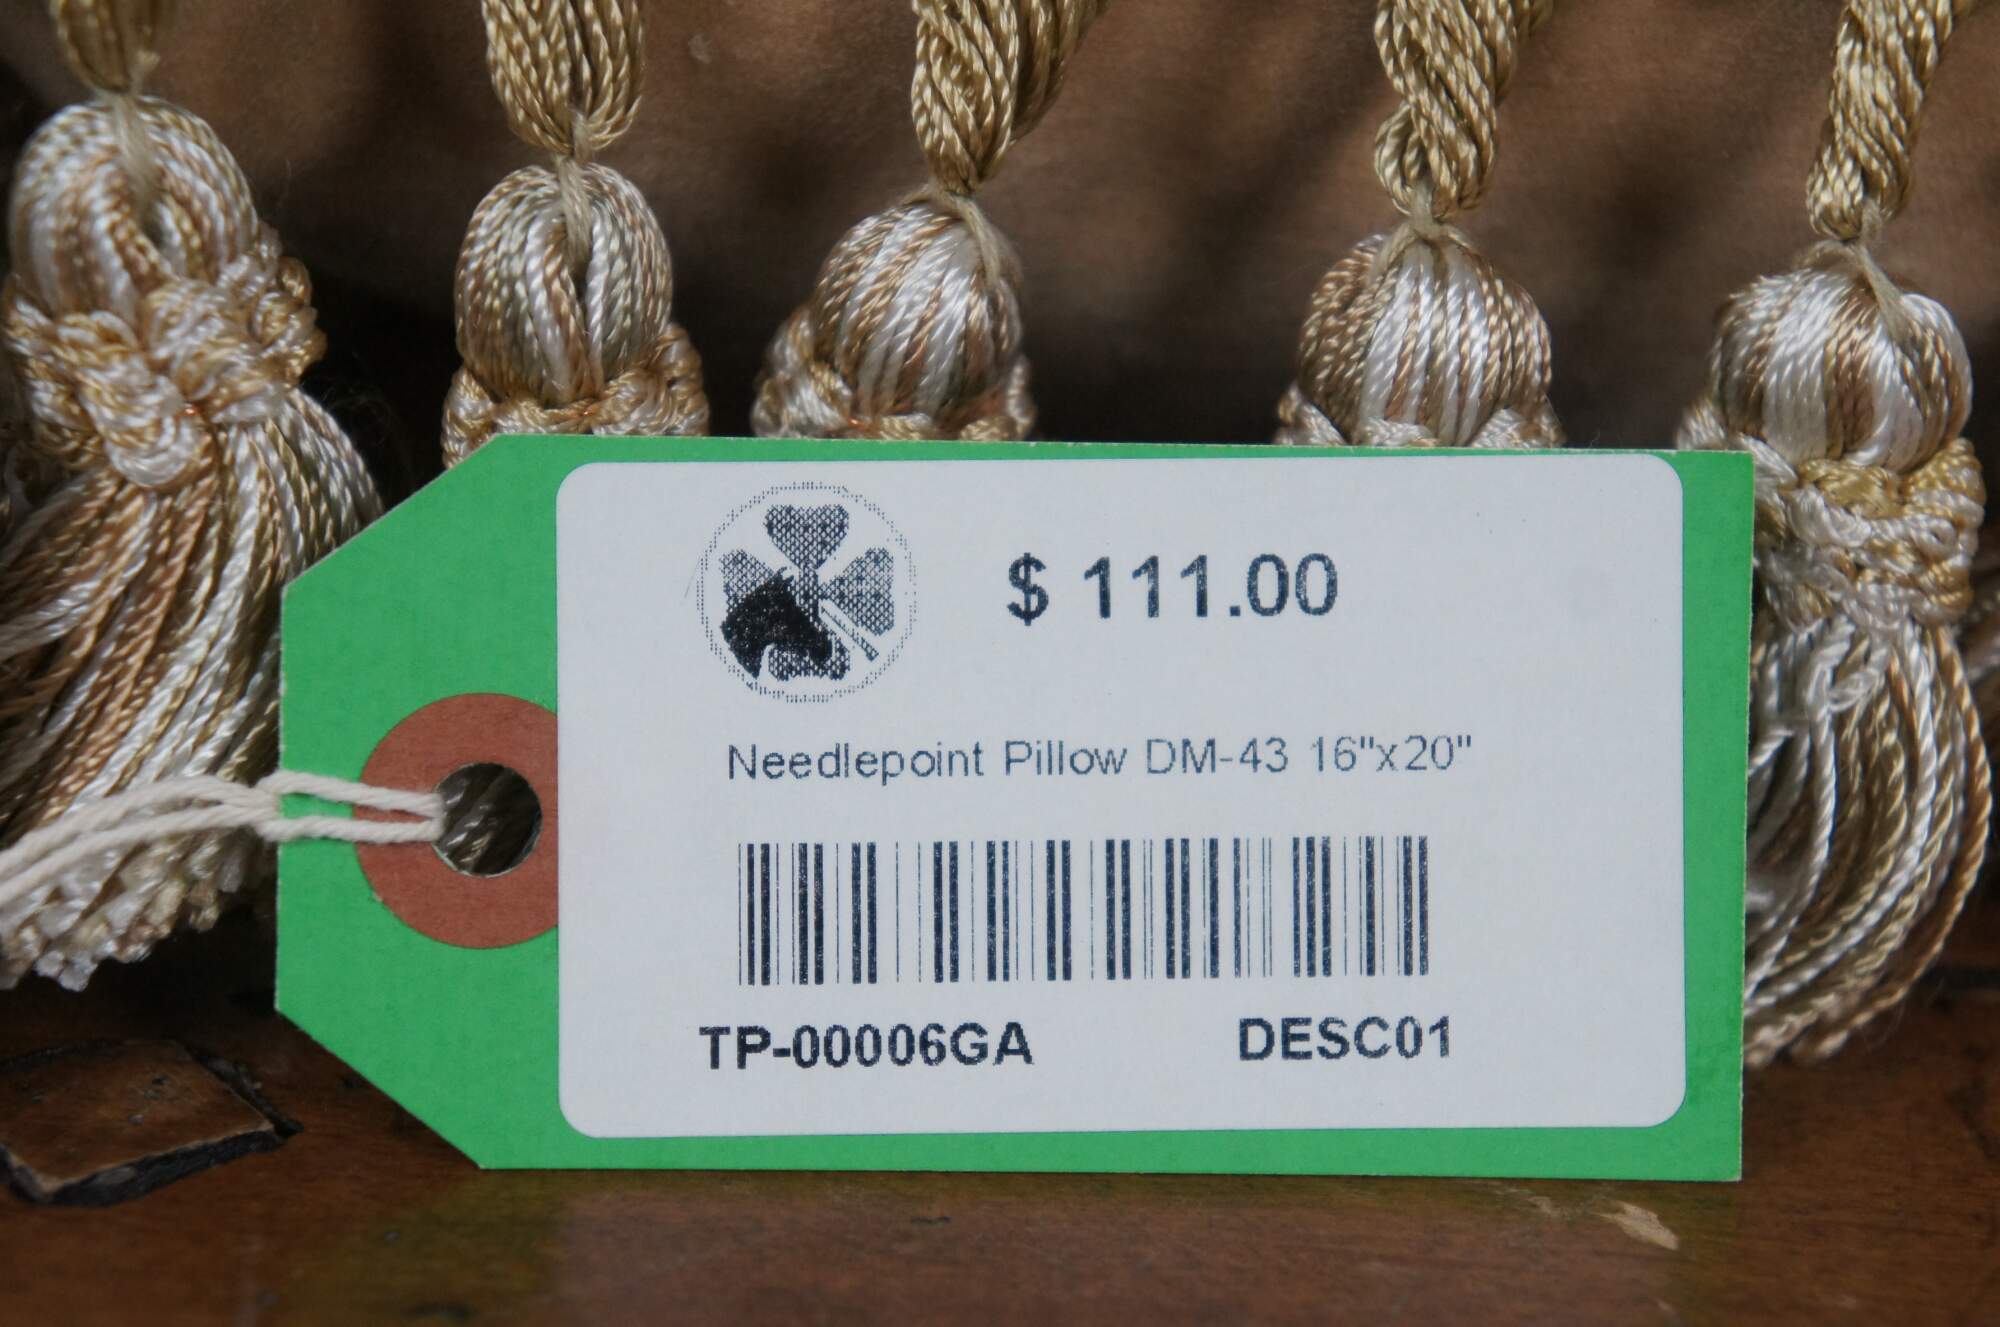 $ 111.00
Needlepoint Pillow DM-43 16"x20"
TP-00006GA DESC01